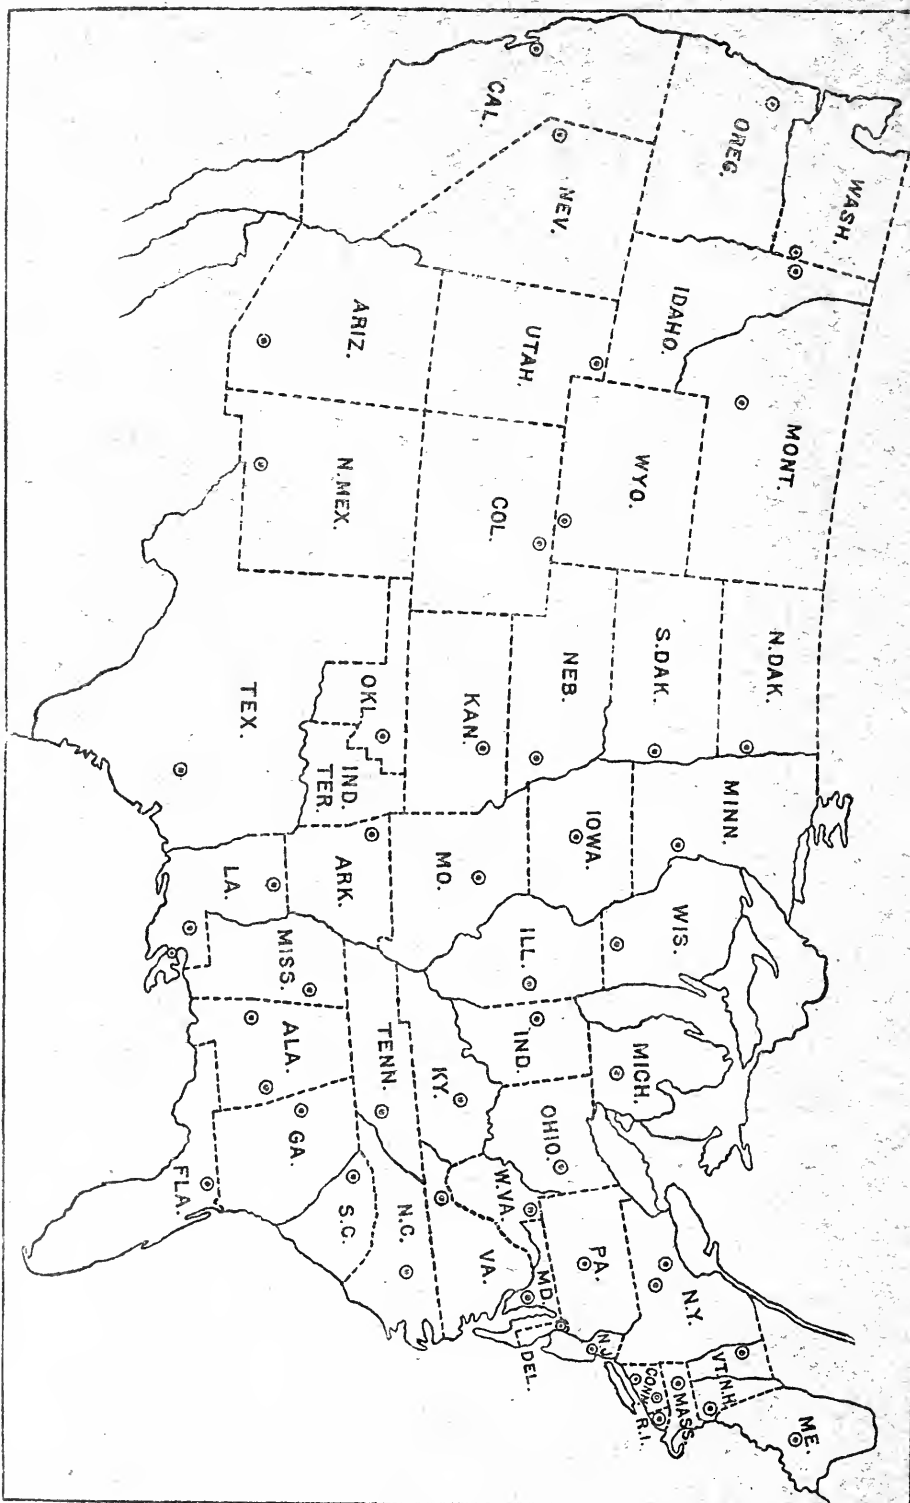 WASH.
OREG.
CAL.
NEV.
IDAHO.
MONT.
WYO.
UTAH.
ARIZ.
COL.
N.MEX.
N.DAK.
S.DAK.
NEB.
KAN.
OKL.
IND.
TER.
TEX.
MINN.
IOWA.
MO.
ARK.
LA.
WIS.
ILL.
MICH.
IND.
OHIO.
KY.
TENN.
MISS.
ALA.
GA.
FLA.
S.C.
N.C.
VA.
W.VA.
MD.
DEL.
PA.
N.J.
N.Y.
VT.
N.H.
ME.
MASS.
CONN.
R.I.